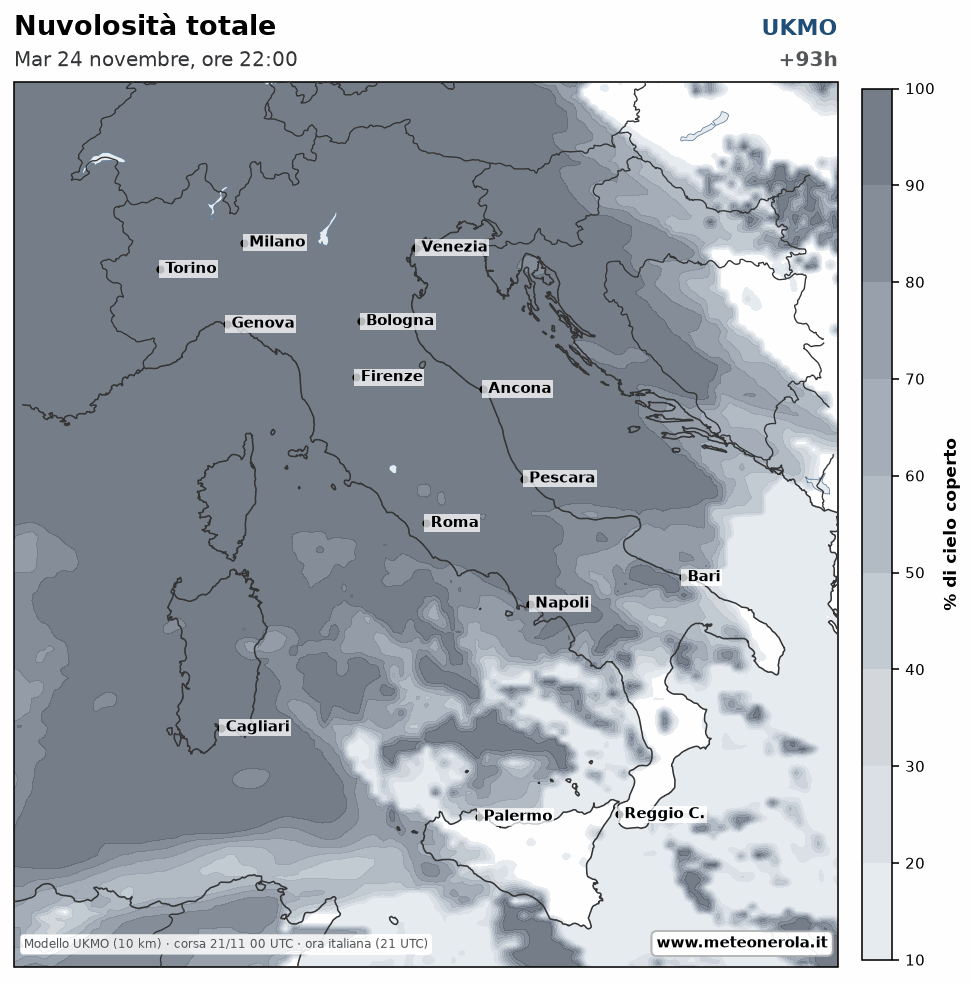 Nuvolosità totale
UKMO
Mar 24 novembre, ore 22:00
+93h
100
90
80
70
60
50
40
30
20
10
% di cielo coperto
Milano
Venezia
Torino
Genova
Bologna
Firenze
Ancona
Pescara
Roma
Bari
Napoli
Cagliari
Palermo
Reggio C.
Modello UKMO (10 km) · corsa 21/11 00 UTC · ora italiana (21 UTC)
www.meteonerola.it